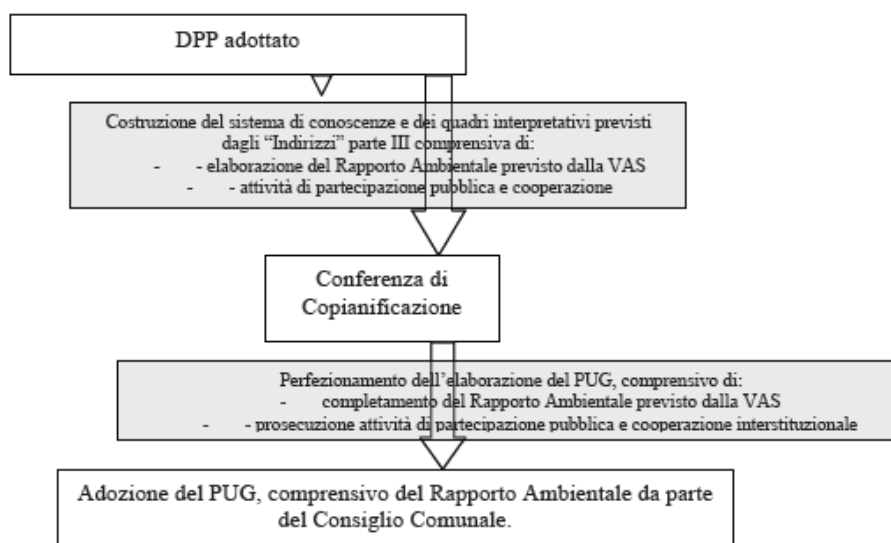 DPP adottato
Costruzione del sistema di conoscenze e dei quadri interpretativi previsti
dagli “Indirizzi” parte III comprensiva di:
- - elaborazione del Rapporto Ambientale previsto dalla VAS
- - attività di partecipazione pubblica e cooperazione
Conferenza di
Copianificazione
Perfezionamento dell’elaborazione del PUG, comprensivo di:
- completamento del Rapporto Ambientale previsto dalla VAS
- - prosecuzione attività di partecipazione pubblica e cooperazione interstituzionale
Adozione del PUG, comprensivo del Rapporto Ambientale da parte
del Consiglio Comunale.